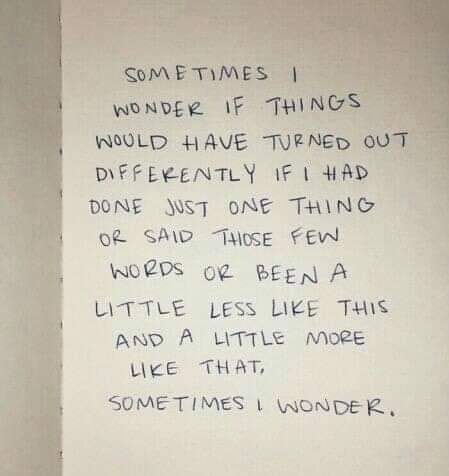 SOMETIMES I
WONDER IF THINGS
WOULD HAVE TURNED OUT
DIFFERENTLY IF I HAD
DONE JUST ONE THING
OR SAID THOSE FEW
WORDS OR BEEN A
LITTLE LESS LIKE THIS
AND A LITTLE MORE
LIKE THAT,
SOMETIMES I WONDER.